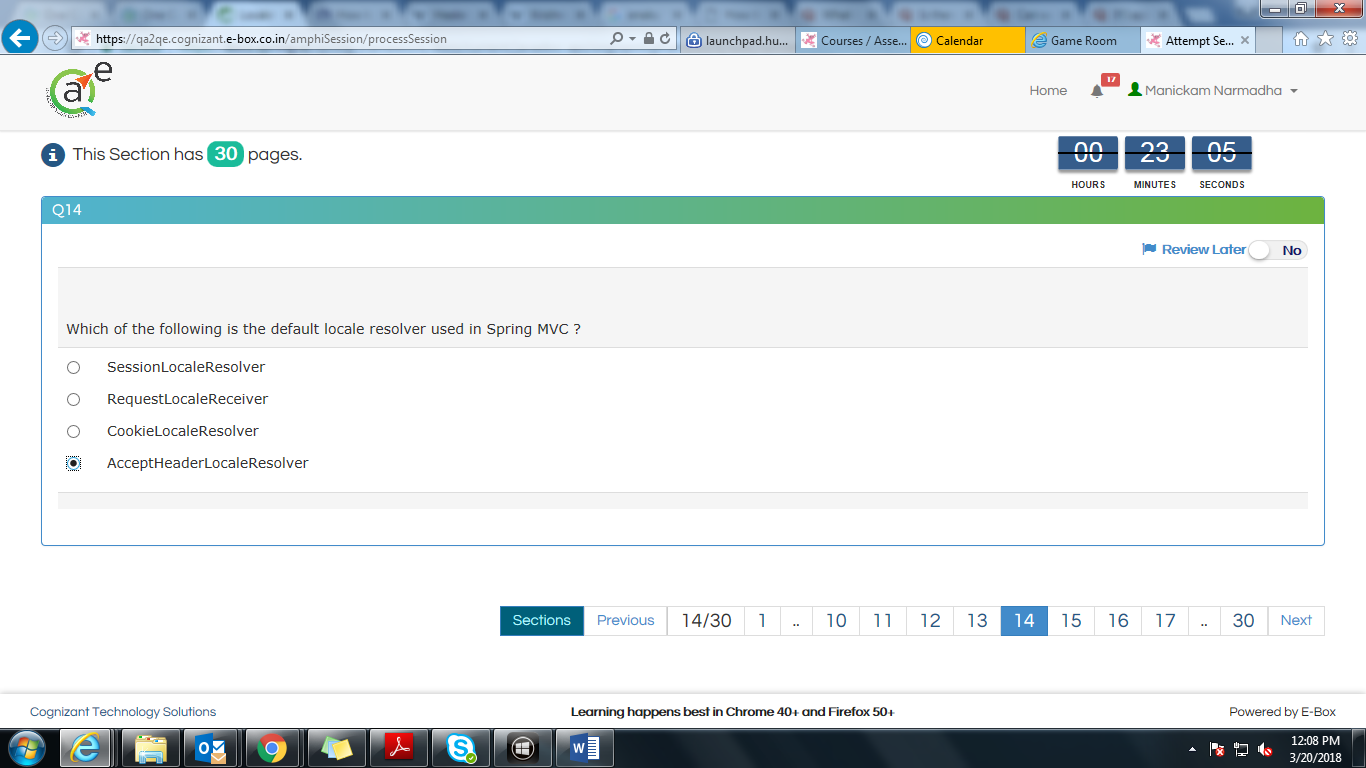 https://qa2qe.cognizant.e-box.co.in/amphiSession/processSession
launchpad.hu...
Courses / Asse...
Calendar
Game Room
Attempt Se...
a e
Home
17
Manickam Narmadha
This Section has 30 pages.
00 23 05
HOURS MINUTES SECONDS
Q14
Review Later No
Which of the following is the default locale resolver used in Spring MVC ?
SessionLocaleResolver
RequestLocaleReceiver
CookieLocaleResolver
AcceptHeaderLocaleResolver
Sections Previous 14/30 1 .. 10 11 12 13 14 15 16 17 .. 30 Next
Cognizant Technology Solutions
Learning happens best in Chrome 40+ and Firefox 50+
Powered by E-Box
12:08 PM
3/20/2018